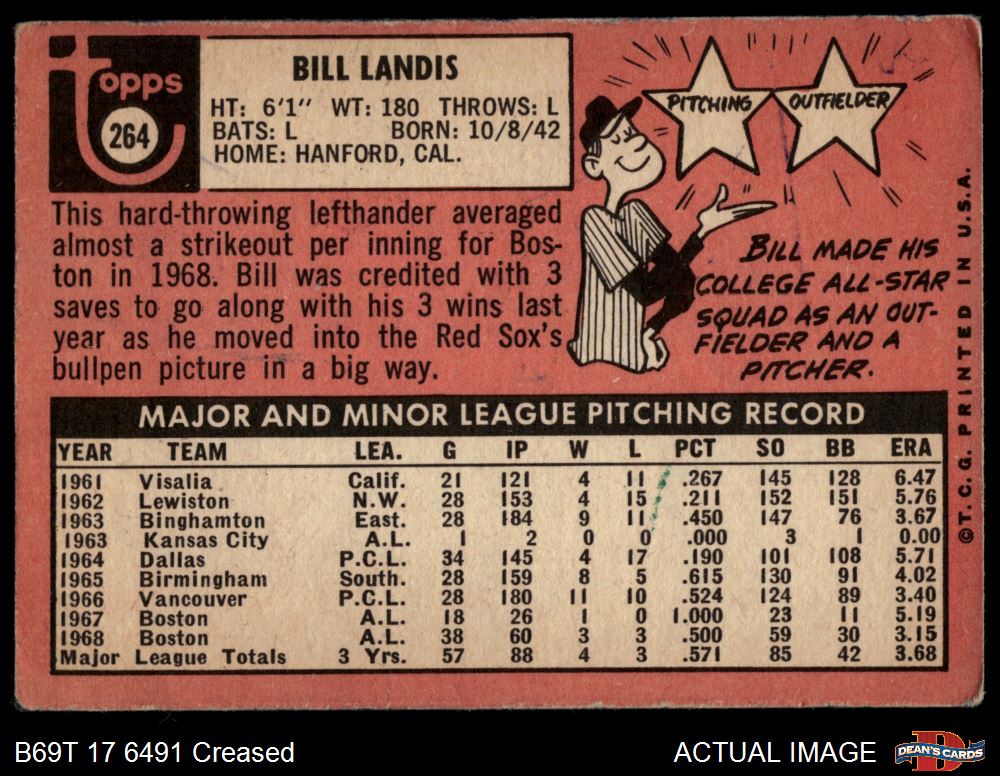 topps
264
BILL LANDIS
HT: 6'1" WT: 180 THROWS: L
BATS: L BORN: 10/8/42
HOME: HANFORD, CAL.
This hard-throwing lefthander averaged
almost a strikeout per inning for Bos-
ton in 1968. Bill was credited with 3
saves to go along with his 3 wins last
year as he moved into the Red Sox's
bullpen picture in a big way.
PITCHING OUTFIELDER
BILL MADE HIS
COLLEGE ALL-STAR
SQUAD AS AN OUT-
FIELDER AND A
PITCHER.
©T.C.G. PRINTED IN U.S.A.
MAJOR AND MINOR LEAGUE PITCHING RECORD
YEAR TEAM LEA. G IP W L PCT SO BB ERA
1961 Visalia Calif. 21 121 4 11 .267 145 128 6.47
1962 Lewiston N.W. 28 153 4 15 .211 152 151 5.76
1963 Binghamton East. 28 184 9 11 .450 147 76 3.67
1963 Kansas City A.L. 1 2 0 0 .000 3 1 0.00
1964 Dallas P.C.L. 34 145 4 17 .190 101 108 5.71
1965 Birmingham South. 28 159 8 5 .615 130 91 4.02
1966 Vancouver P.C.L. 28 180 11 10 .524 124 89 3.40
1967 Boston A.L. 18 26 1 0 1.000 23 11 5.19
1968 Boston A.L. 38 60 3 3 .500 59 30 3.15
Major League Totals 3 Yrs. 57 88 4 3 .571 85 42 3.68
B69T 17 6491 Creased
ACTUAL IMAGE
DEAN'S CARDS